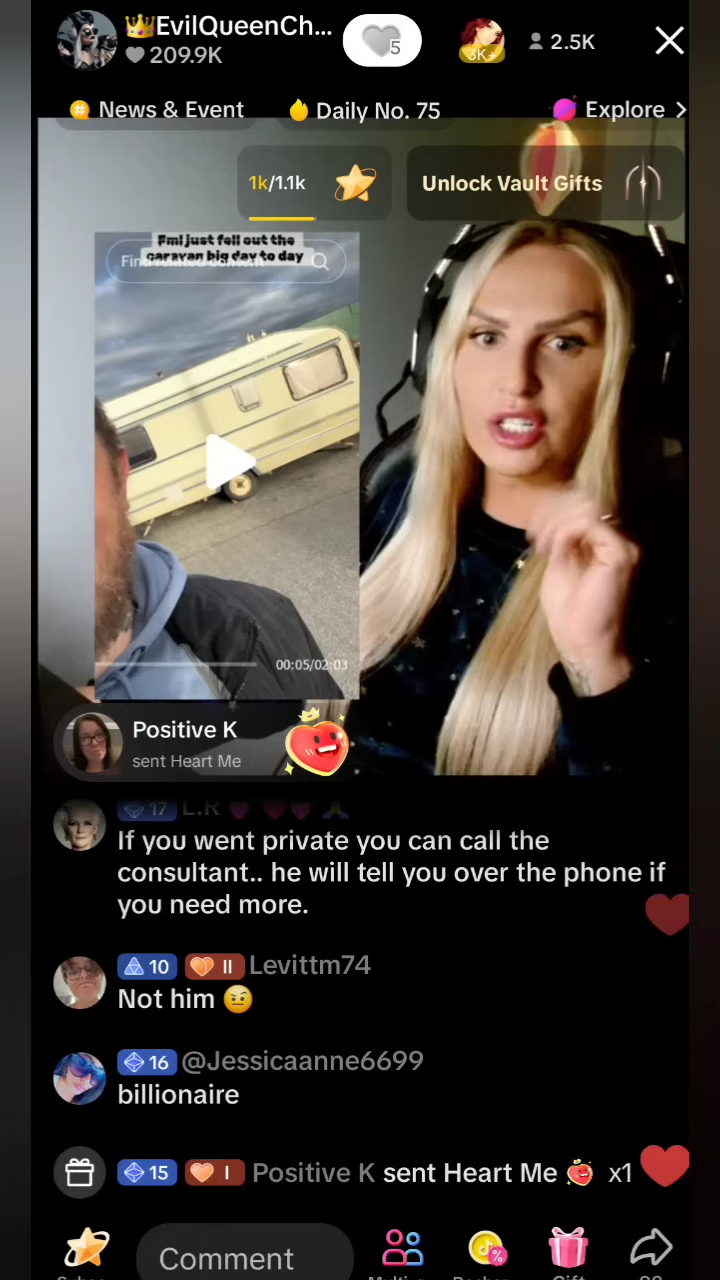 👑EvilQueenCh...
209.9K
5
3K+
2.5K
News & Event
Daily No. 75
Explore >
1k/1.1k
Unlock Vault Gifts
Fml just fell out the
caravan big day to day
00:05/02:03
Positive K
sent Heart Me
17 L.R
If you went private you can call the
consultant.. he will tell you over the phone if
you need more.
10 II Levittm74
Not him 🤨
16 @Jessicaanne6699
billionaire
15 I Positive K sent Heart Me x1
Comment